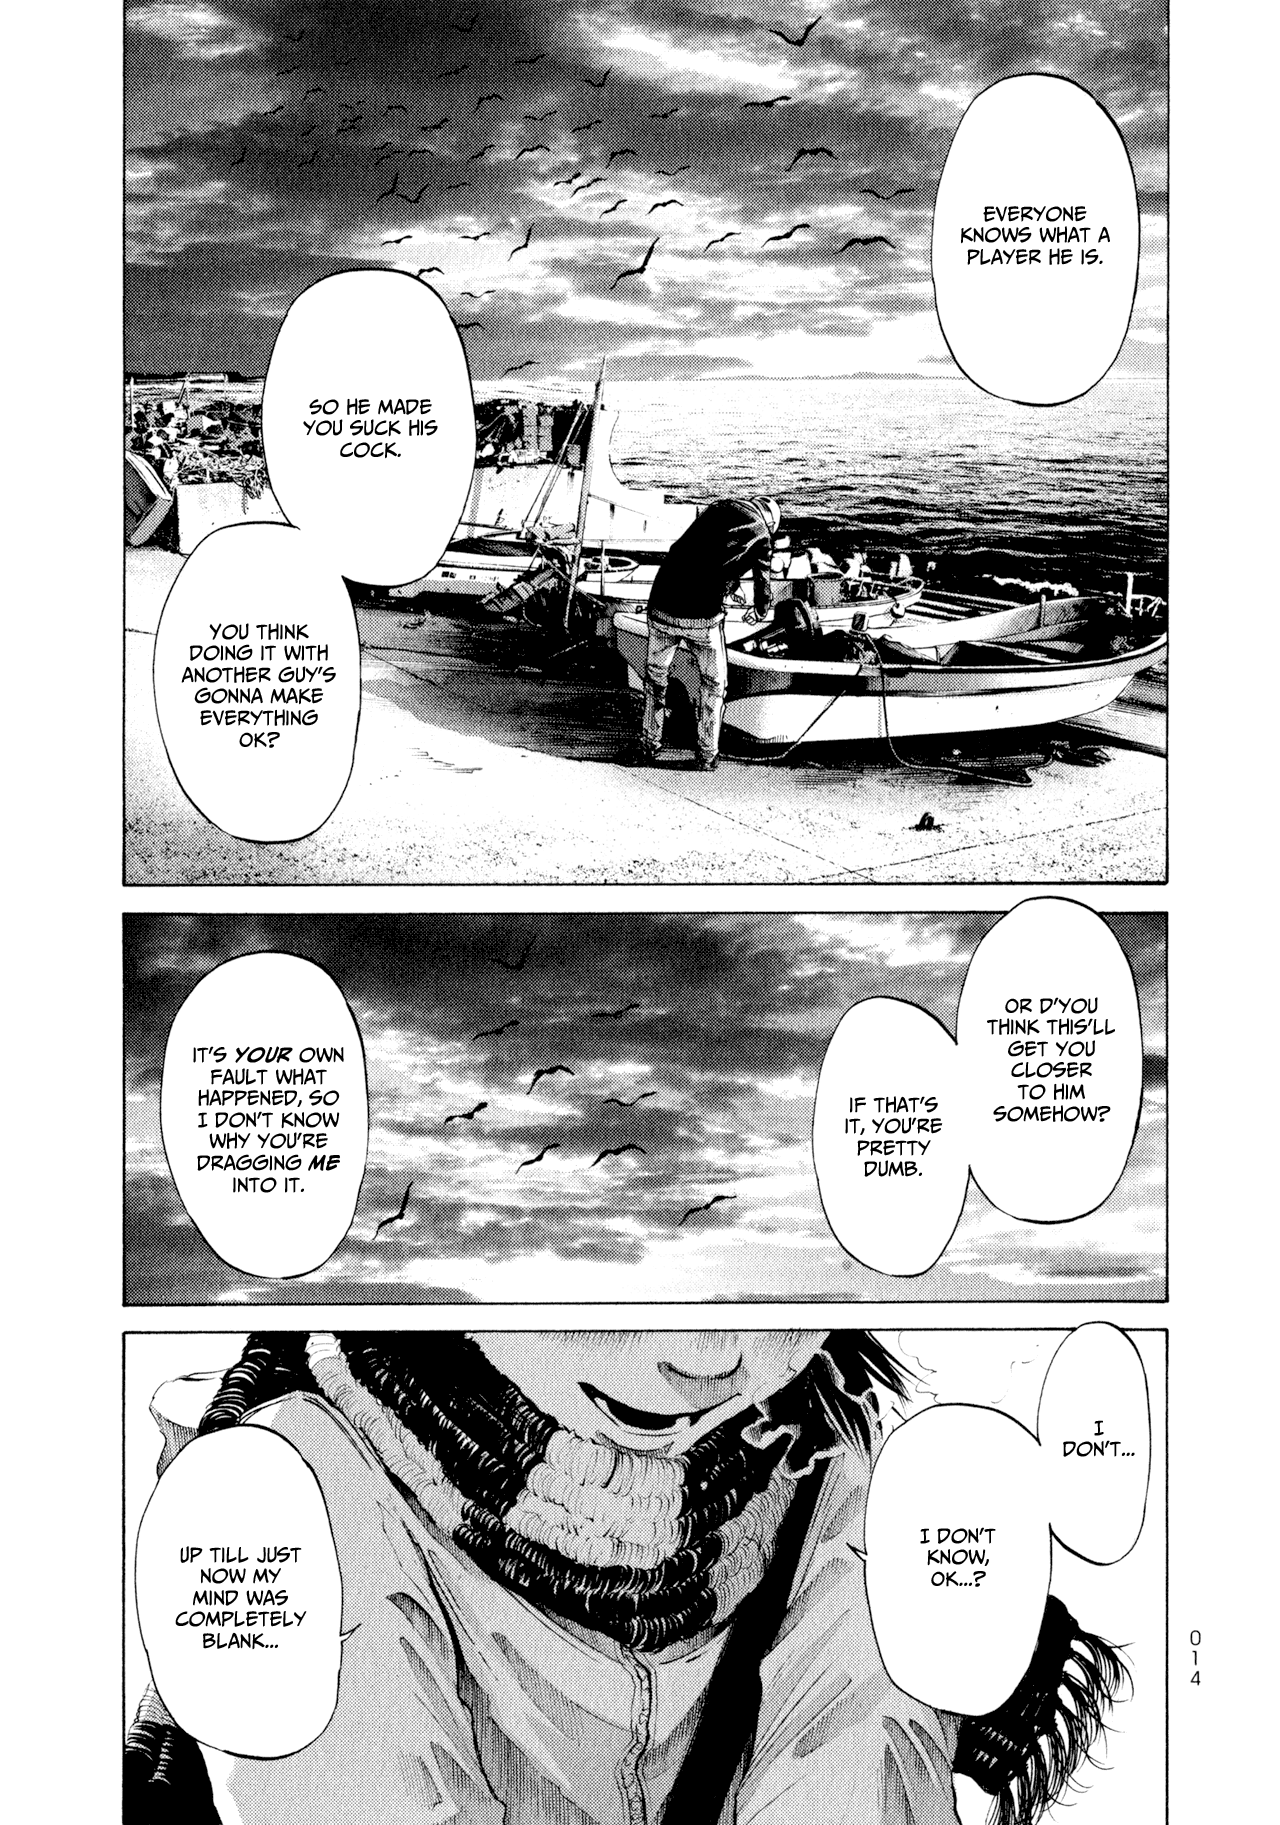 EVERYONE
KNOWS WHAT A
PLAYER HE IS.
SO HE MADE
YOU SUCK HIS
COCK.
YOU THINK
DOING IT WITH
ANOTHER GUY'S
GONNA MAKE
EVERYTHING
OK?
OR D'YOU
THINK THIS'LL
GET YOU
CLOSER
TO HIM
SOMEHOW?
IF THAT'S
IT, YOU'RE
PRETTY
DUMB.
IT'S YOUR OWN
FAULT WHAT
HAPPENED, SO
I DON'T KNOW
WHY YOU'RE
DRAGGING ME
INTO IT.
I
DON'T...
I DON'T
KNOW,
OK...?
UP TILL JUST
NOW MY
MIND WAS
COMPLETELY
BLANK...
014